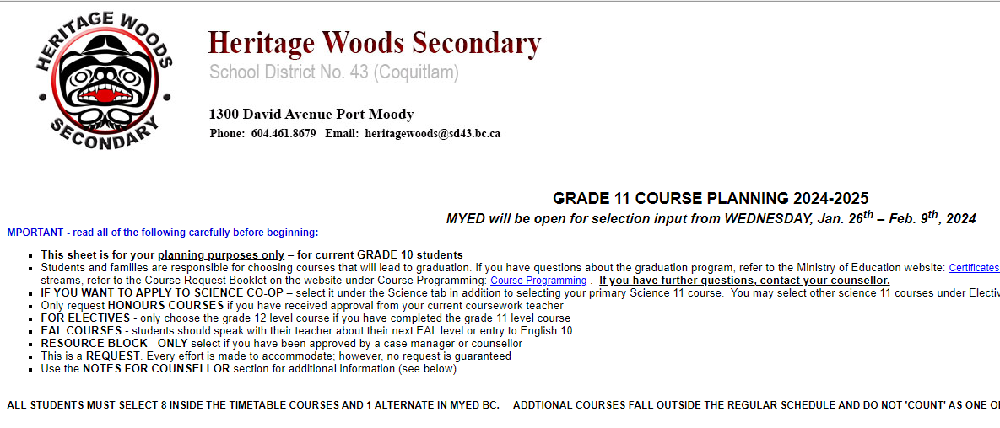 HERITAGE WOODS
SECONDARY
Heritage Woods Secondary
School District No. 43 (Coquitlam)
1300 David Avenue Port Moody
Phone: 604.461.8679 Email: heritagewoods@sd43.bc.ca
GRADE 11 COURSE PLANNING 2024-2025
MYED will be open for selection input from WEDNESDAY, Jan. 26th – Feb. 9th, 2024
MPORTANT - read all of the following carefully before beginning:
▪ This sheet is for your planning purposes only – for current GRADE 10 students
▪ Students and families are responsible for choosing courses that will lead to graduation. If you have questions about the graduation program, refer to the Ministry of Education website: Certificates
streams, refer to the Course Request Booklet on the website under Course Programming: Course Programming . If you have further questions, contact your counsellor.
▪ IF YOU WANT TO APPLY TO SCIENCE CO-OP – select it under the Science tab in addition to selecting your primary Science 11 course. You may select other science 11 courses under Electiv
▪ Only request HONOURS COURSES if you have received approval from your current coursework teacher
▪ FOR ELECTIVES - only choose the grade 12 level course if you have completed the grade 11 level course
▪ EAL COURSES - students should speak with their teacher about their next EAL level or entry to English 10
▪ RESOURCE BLOCK - ONLY select if you have been approved by a case manager or counsellor
▪ This is a REQUEST. Every effort is made to accommodate; however, no request is guaranteed
▪ Use the NOTES FOR COUNSELLOR section for additional information (see below)
ALL STUDENTS MUST SELECT 8 INSIDE THE TIMETABLE COURSES AND 1 ALTERNATE IN MYED BC. ADDTIONAL COURSES FALL OUTSIDE THE REGULAR SCHEDULE AND DO NOT 'COUNT' AS ONE